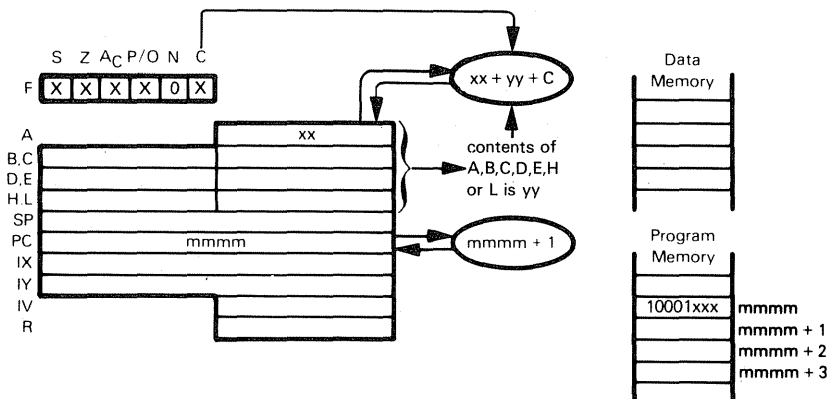 S Z AC P/O N C
F X X X X 0 X
xx + yy + C
A xx
B,C
D,E
H.L
SP
PC mmmm
IX
IY
IV
R
contents of
A,B,C,D,E,H
or L is yy
mmmm + 1
Data
Memory
Program
Memory
10001xxx mmmm
mmmm + 1
mmmm + 2
mmmm + 3